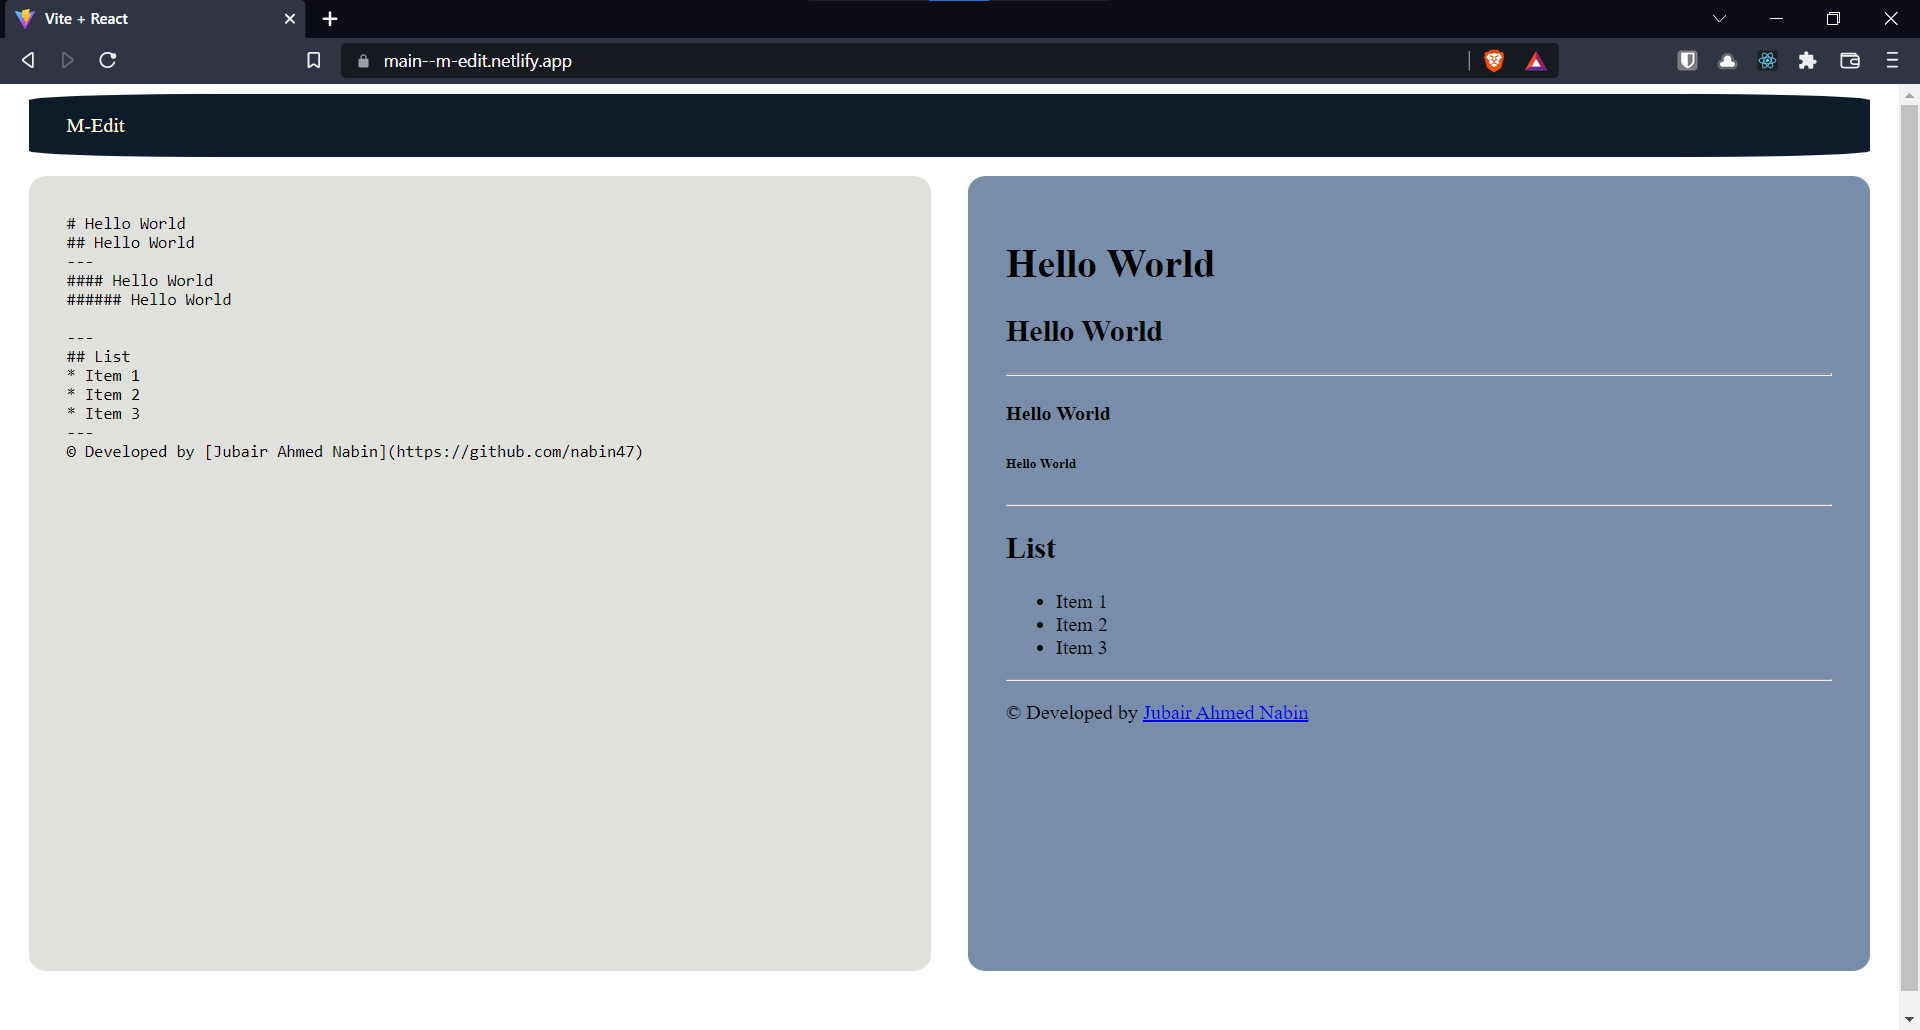 Vite + React
main--m-edit.netlify.app
M-Edit
# Hello World
## Hello World
---
#### Hello World
###### Hello World
---
## List
* Item 1
* Item 2
* Item 3
---
© Developed by [Jubair Ahmed Nabin](https://github.com/nabin47)
Hello World
Hello World
Hello World
Hello World
List
• Item 1
• Item 2
• Item 3
© Developed by Jubair Ahmed Nabin